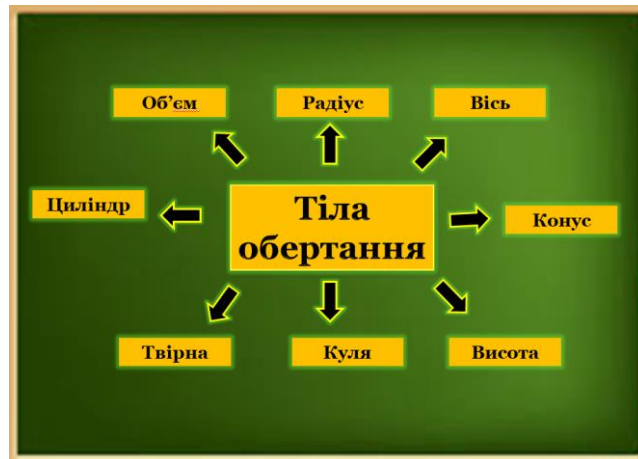 Об’єм
Радіус
Вісь
Циліндр
Тіла
обертання
Конус
Твірна
Куля
Висота